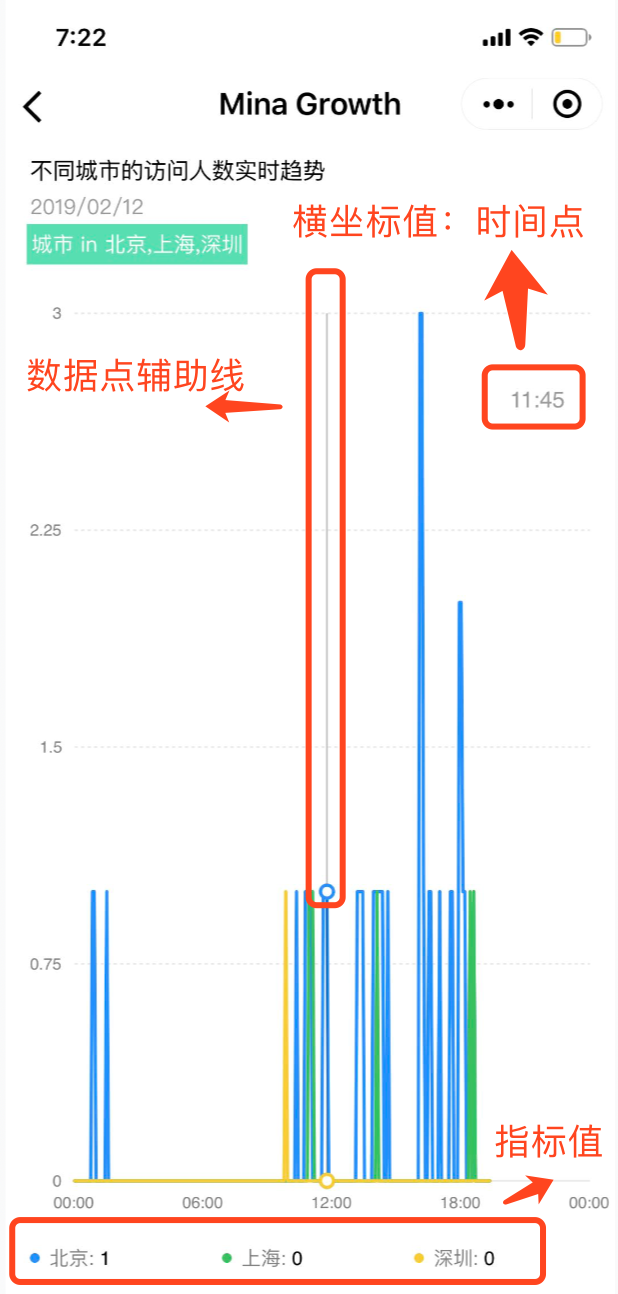 7:22
Mina Growth
不同城市的访问人数实时趋势
2019/02/12
横坐标值：时间点
城市 in 北京,上海,深圳
3
数据点辅助线
11:45
2.25
1.5
0.75
指标值
0
00:00 06:00 12:00 18:00 00:00
北京: 1 上海: 0 深圳: 0